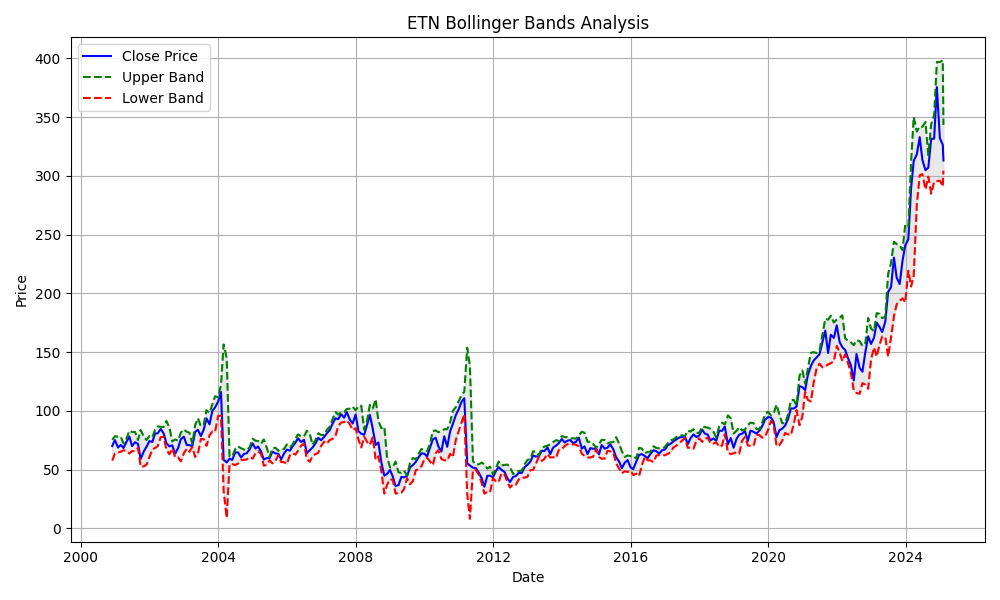 ETN Bollinger Bands Analysis
Close Price
Upper Band
Lower Band
Price
400
350
300
250
200
150
100
50
0
2000 2004 2008 2012 2016 2020 2024
Date